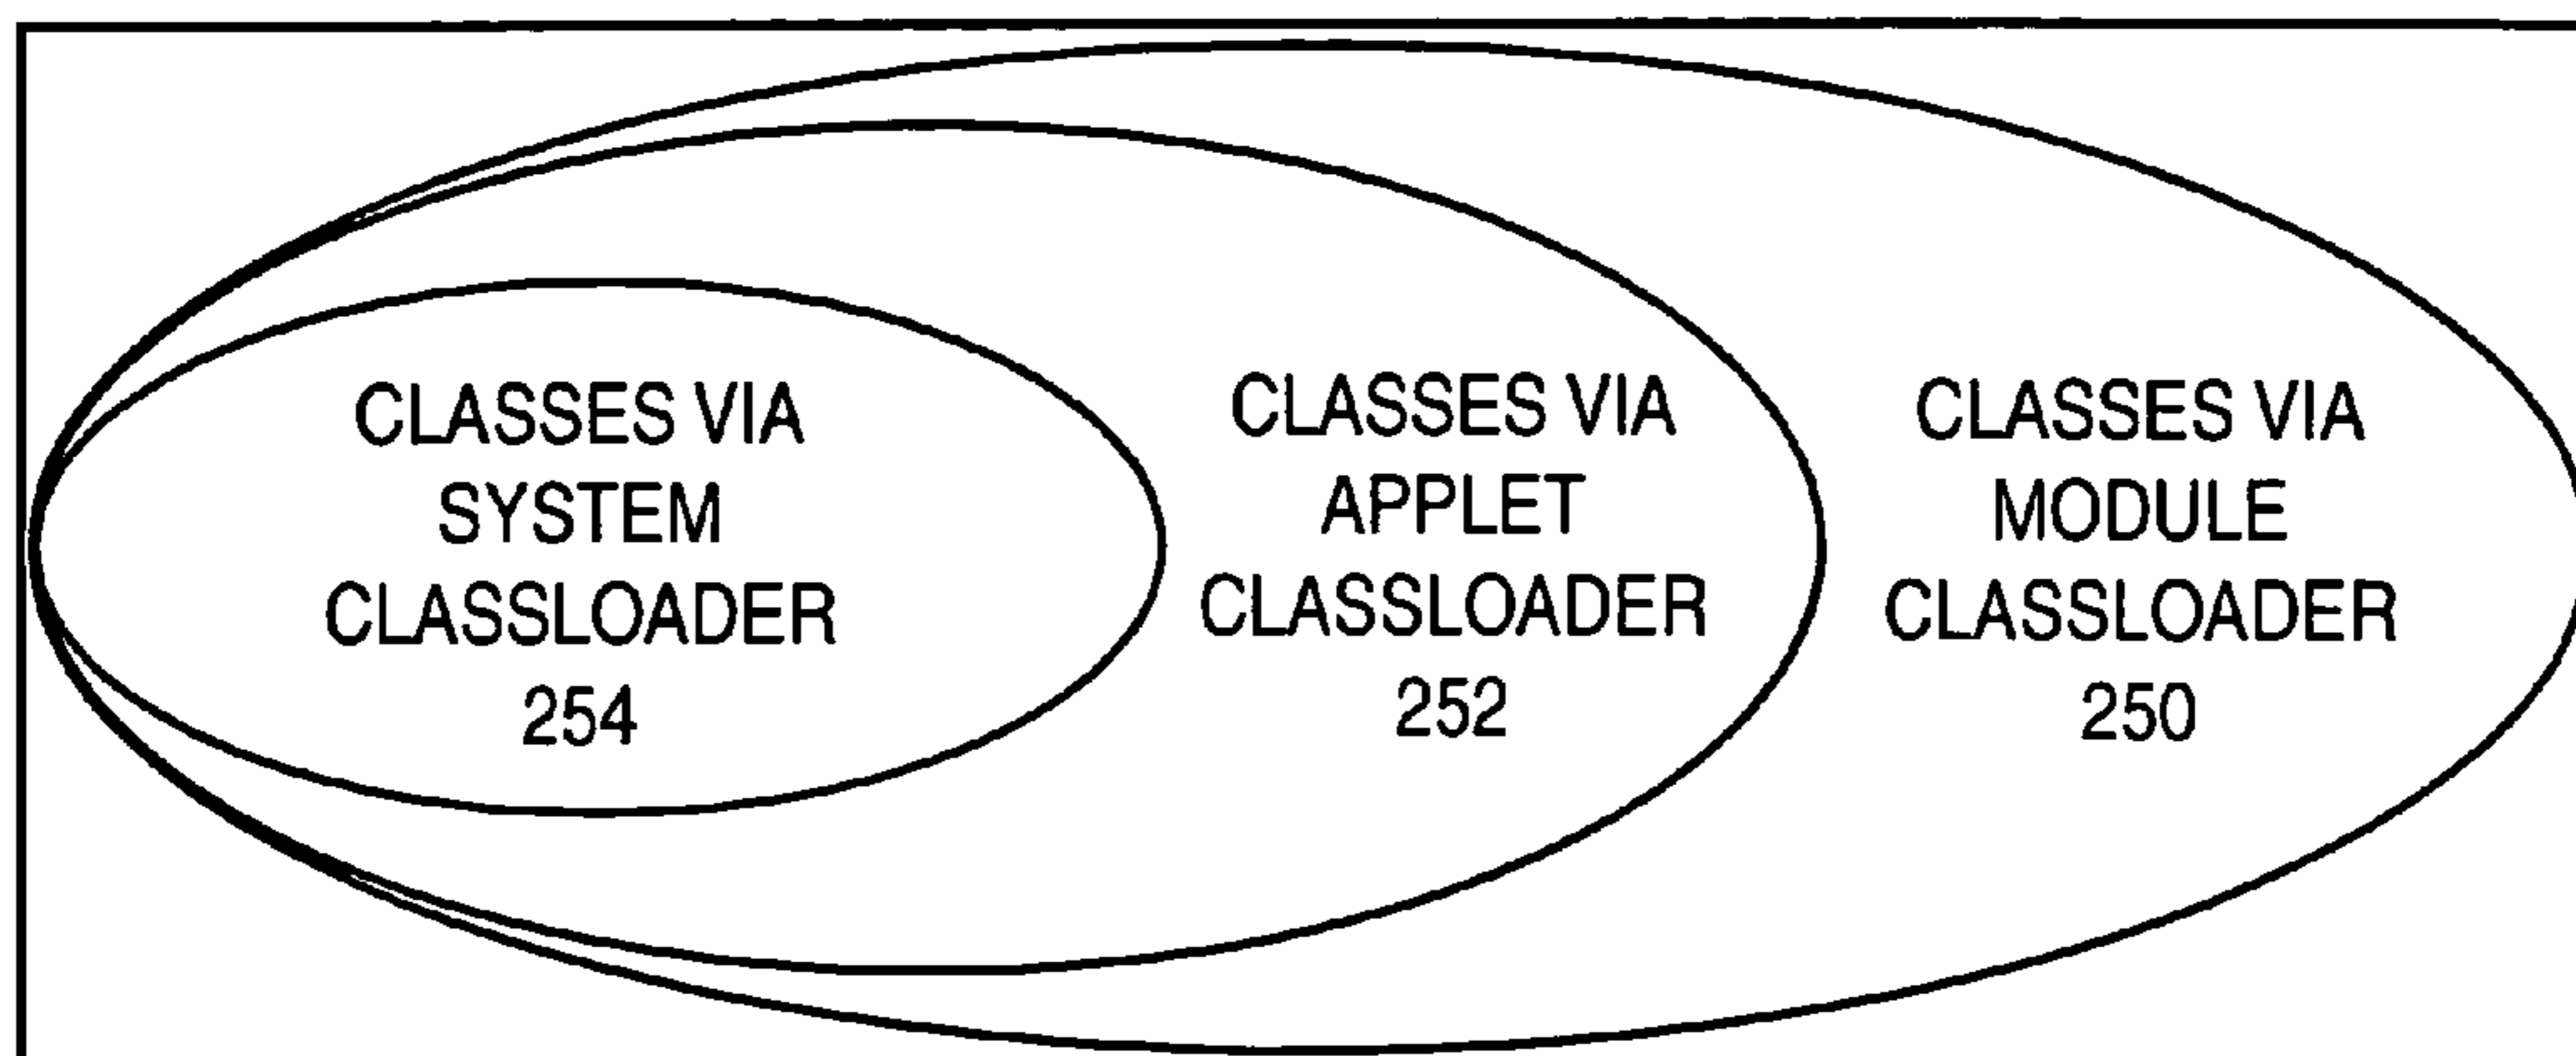 CLASSES VIA
SYSTEM
CLASSLOADER
254
CLASSES VIA
APPLET
CLASSLOADER
252
CLASSES VIA
MODULE
CLASSLOADER
250